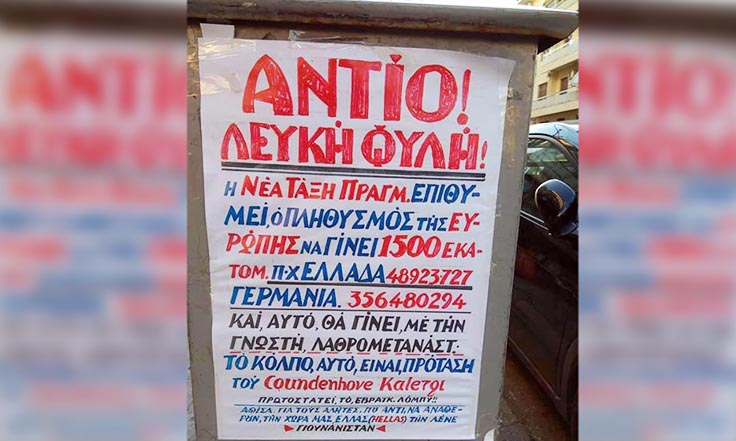 ΑΝΤΙΟ!
ΛΕΥΚΗ ΦΥΛΗ!
Η ΝΕΑ ΤΑΞΗ ΠΡΑΓΜ. ΕΠΙΘΥ-
ΜΕΙ, Ο ΠΛΗΘΥΣΜΟΣ ΤΗΣ ΕΥ-
ΡΩΠΗΣ ΝΑ ΓΙΝΕΙ 1500 ΕΚΑ-
ΤΟΜ. Π·Χ ΕΛΛΑΔΑ 48923727
ΓΕΡΜΑΝΙΑ. 356480294
ΚΑΙ, ΑΥΤΟ, ΘΑ ΓΙΝΕΙ, ΜΕ ΤΗΝ
ΓΝΩΣΤΗ, ΛΑΘΡΟΜΕΤΑΝΑΣΤ.
ΤΟ ΚΟΛΠΟ, ΑΥΤΟ, ΕΙΝΑΙ, ΠΡΟΤΑΣΗ
ΤΟΥ Coundenhove Kalergi
ΠΡΩΤΟΣΤΑΤΕΙ, ΤΟ, ΕΒΡΑΙΚ. ΛΟΜΠΥ!!
ΓΙΑ ΤΟΥΣ ΑΛΗΤΕΣ. ΠΟ ΑΝΤΙ, ΝΑ ΑΝΑΦΕ-
ΡΟΥΝ, ΤΗΝ ΧΩΡΑ ΜΑΣ, ΕΛΛΑΣ (HELLAS) ΤΗΝ ΛΕΝΕ
ΓΙΟΥΝΑΝΙΣΤΑΝ